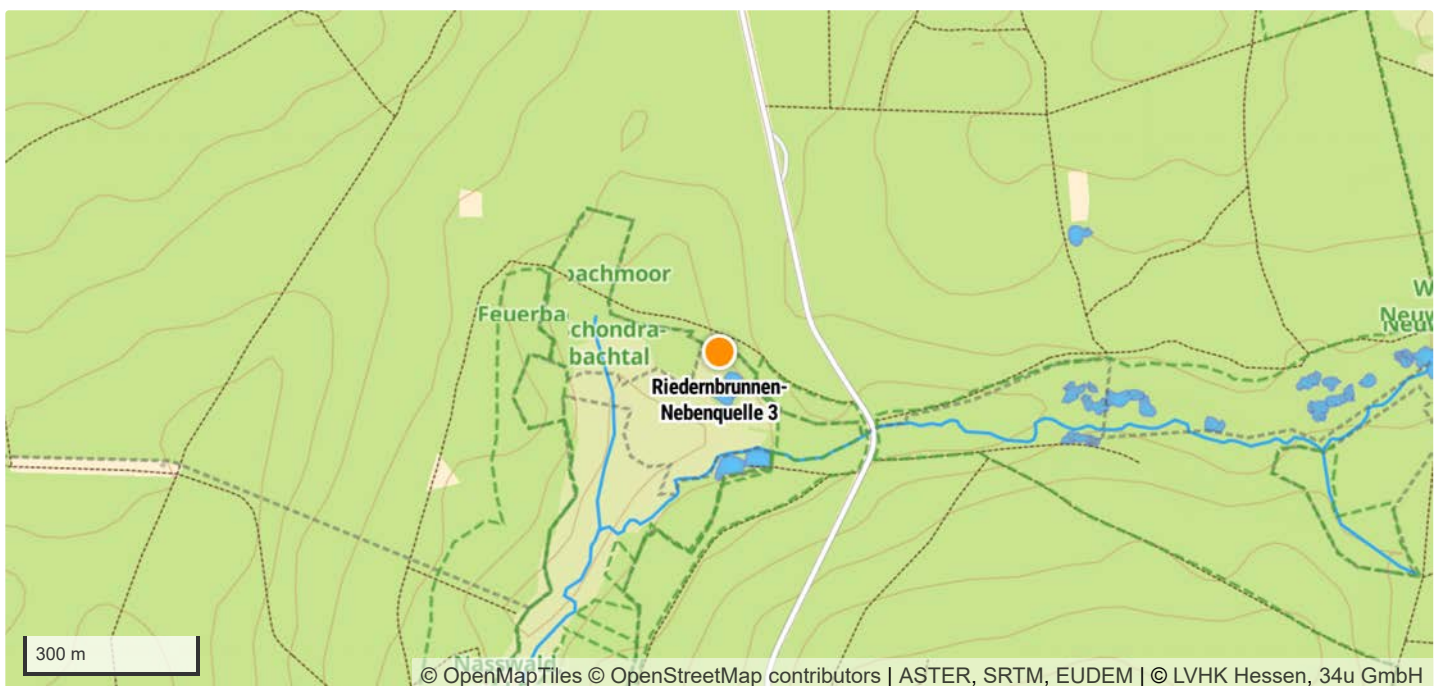 bachmoor
Feuerba
chondra-
bachtal
W
Neuw
Neuw
Riedernbrunnen-
Nebenquelle 3
Nasswald
300 m
© OpenMapTiles © OpenStreetMap contributors | ASTER, SRTM, EUDEM | © LVHK Hessen, 34u GmbH